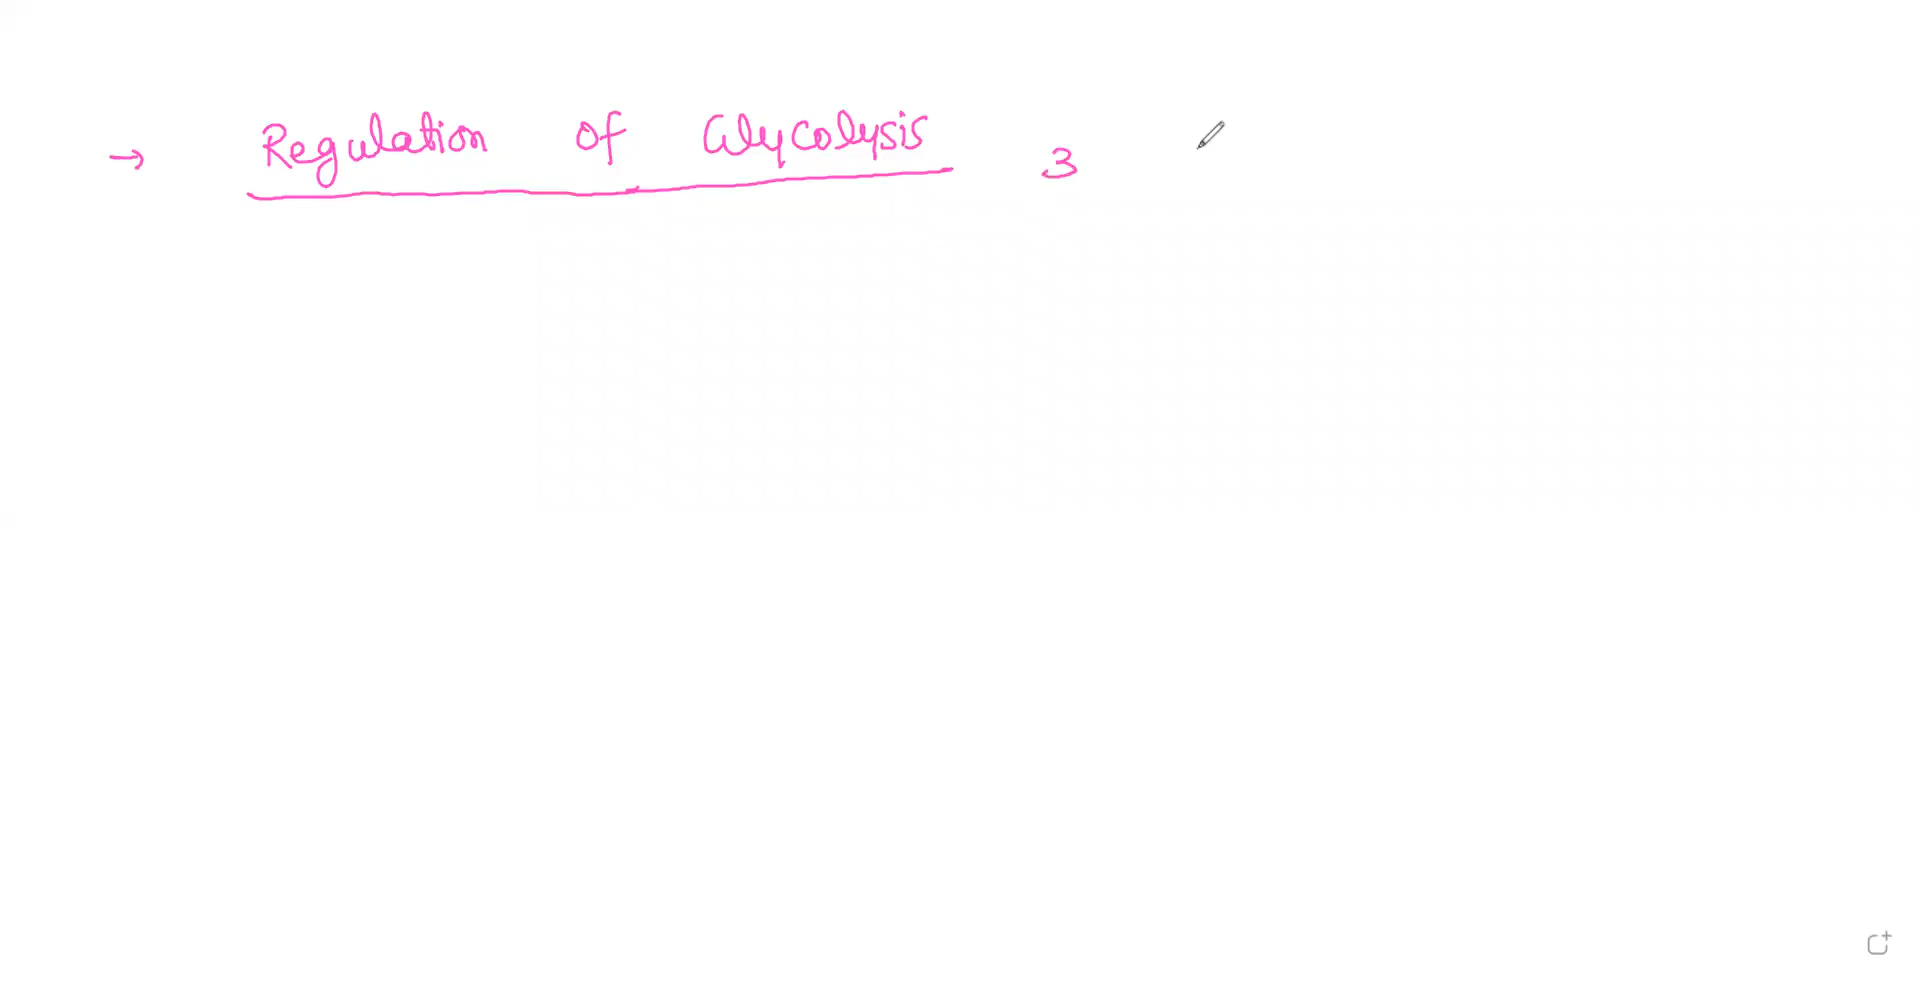 → Regulation of Glycolysis 3